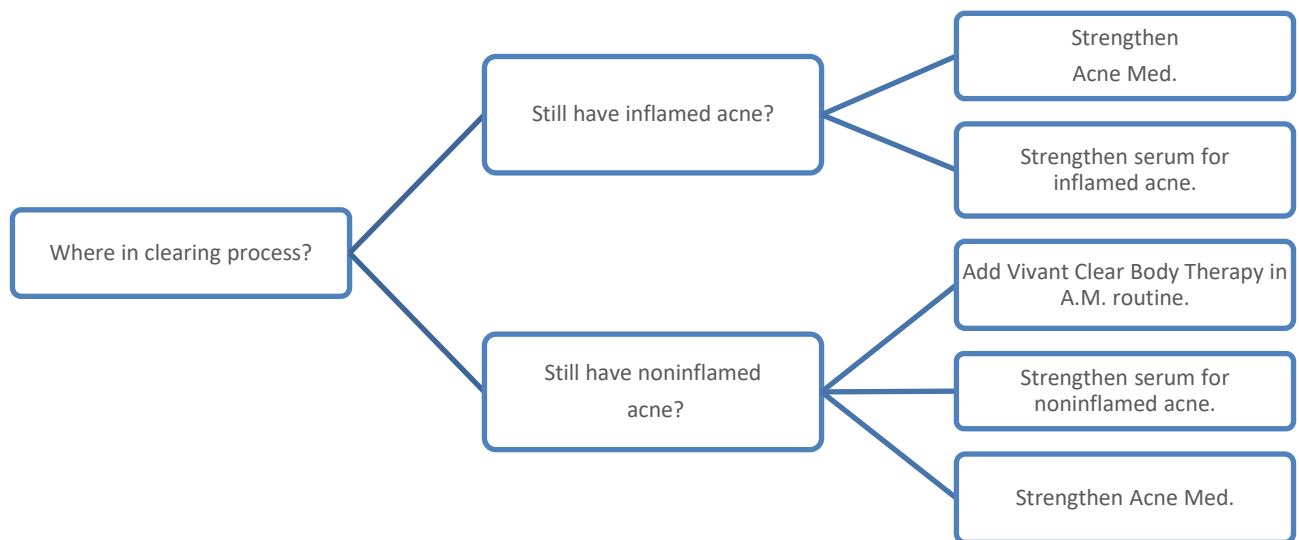 Where in clearing process?
Still have inflamed acne?
Strengthen
Acne Med.
Strengthen serum for
inflamed acne.
Still have noninflamed
acne?
Add Vivant Clear Body Therapy in
A.M. routine.
Strengthen serum for
noninflamed acne.
Strengthen Acne Med.